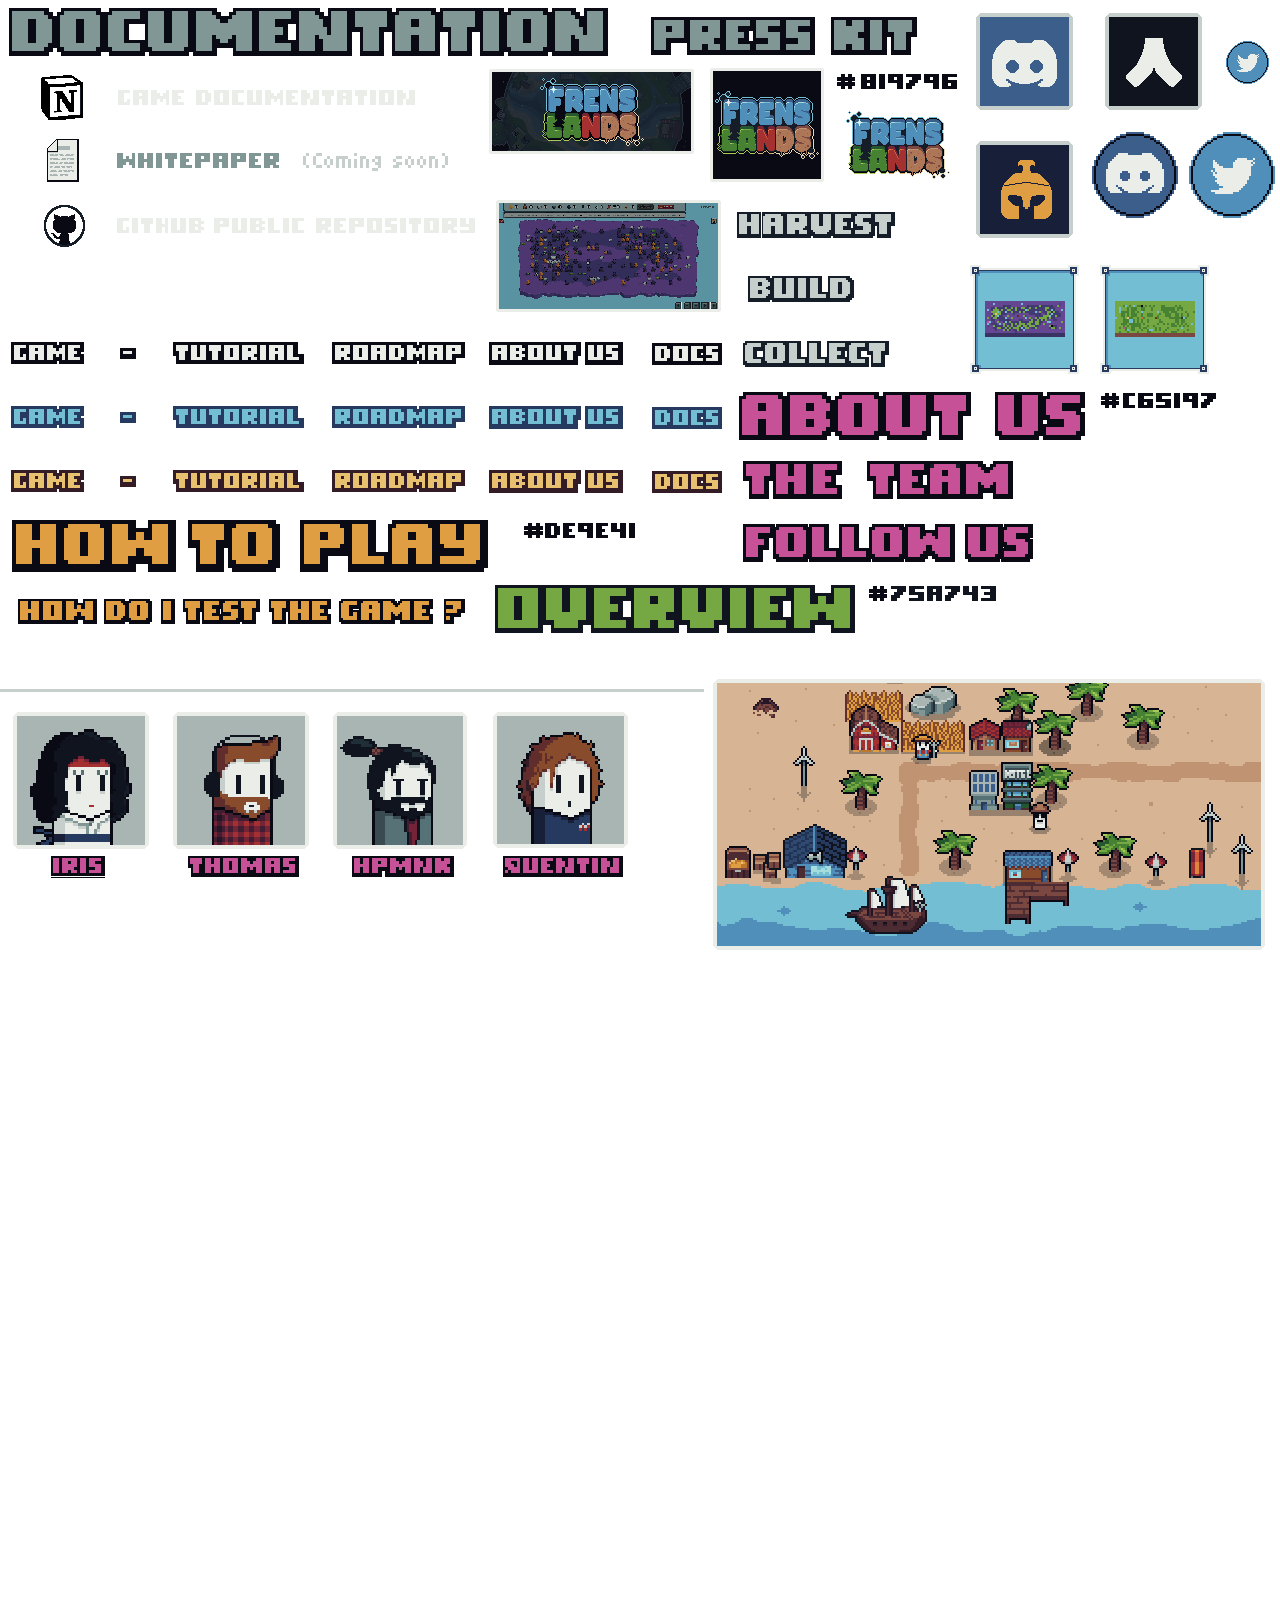 DOCUMENTATION
PRESS KIT
#819796
GAME DOCUMENTATION
WHITEPAPER (Coming soon)
GITHUB PUBLIC REPOSITORY
FRENS
LANDS
FRENS
LANDS
FRENS
LANDS
HARVEST
BUILD
COLLECT
GAME - TUTORIAL ROADMAP ABOUT US DOCS
GAME - TUTORIAL ROADMAP ABOUT US DOCS
GAME - TUTORIAL ROADMAP ABOUT US DOCS
ABOUT US
#C65197
THE TEAM
FOLLOW US
HOW TO PLAY
#DE9E41
HOW DO I TEST THE GAME ?
OVERVIEW
#75A743
IRIS
THOMAS
HPMNK
QUENTIN
HOTEL
N